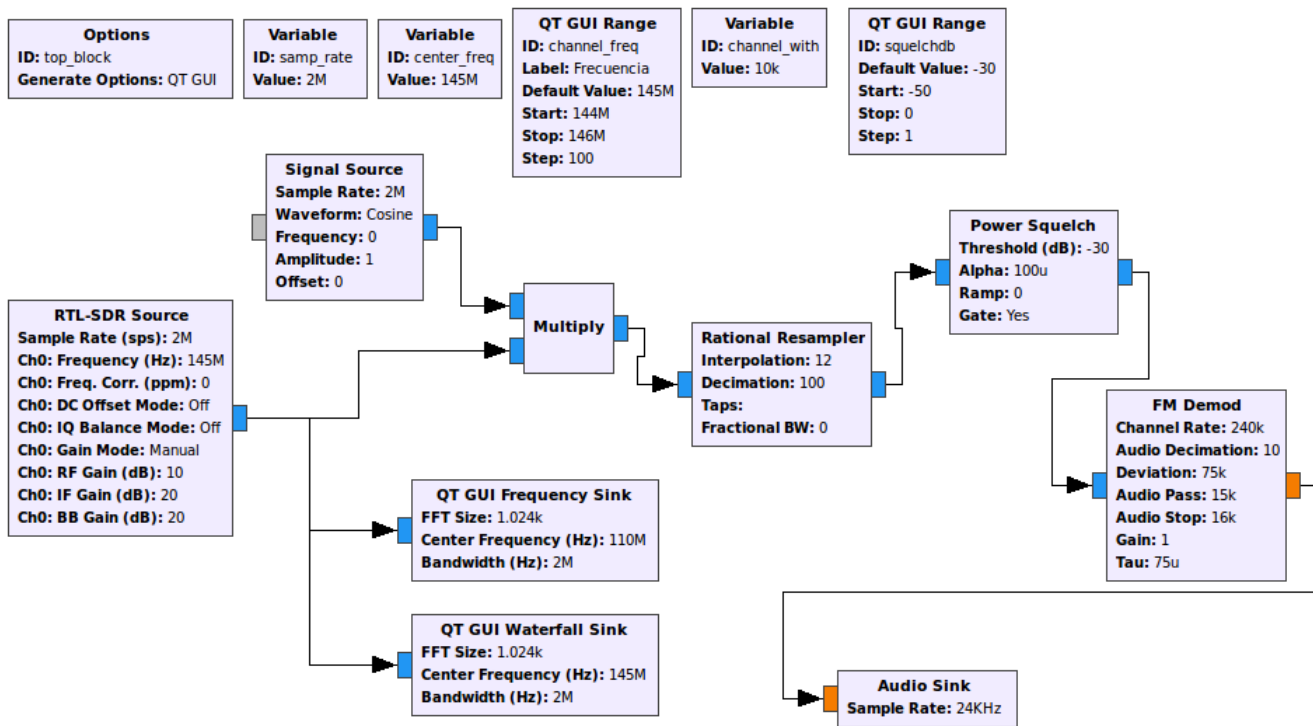 Options
ID: top_block
Generate Options: QT GUI
Variable
ID: samp_rate
Value: 2M
Variable
ID: center_freq
Value: 145M
QT GUI Range
ID: channel_freq
Label: Frecuencia
Default Value: 145M
Start: 144M
Stop: 146M
Step: 100
Variable
ID: channel_with
Value: 10k
QT GUI Range
ID: squelchdb
Default Value: -30
Start: -50
Stop: 0
Step: 1
Signal Source
Sample Rate: 2M
Waveform: Cosine
Frequency: 0
Amplitude: 1
Offset: 0
RTL-SDR Source
Sample Rate (sps): 2M
Ch0: Frequency (Hz): 145M
Ch0: Freq. Corr. (ppm): 0
Ch0: DC Offset Mode: Off
Ch0: IQ Balance Mode: Off
Ch0: Gain Mode: Manual
Ch0: RF Gain (dB): 10
Ch0: IF Gain (dB): 20
Ch0: BB Gain (dB): 20
Multiply
Rational Resampler
Interpolation: 12
Decimation: 100
Taps:
Fractional BW: 0
Power Squelch
Threshold (dB): -30
Alpha: 100u
Ramp: 0
Gate: Yes
FM Demod
Channel Rate: 240k
Audio Decimation: 10
Deviation: 75k
Audio Pass: 15k
Audio Stop: 16k
Gain: 1
Tau: 75u
QT GUI Frequency Sink
FFT Size: 1.024k
Center Frequency (Hz): 110M
Bandwidth (Hz): 2M
QT GUI Waterfall Sink
FFT Size: 1.024k
Center Frequency (Hz): 145M
Bandwidth (Hz): 2M
Audio Sink
Sample Rate: 24KHz